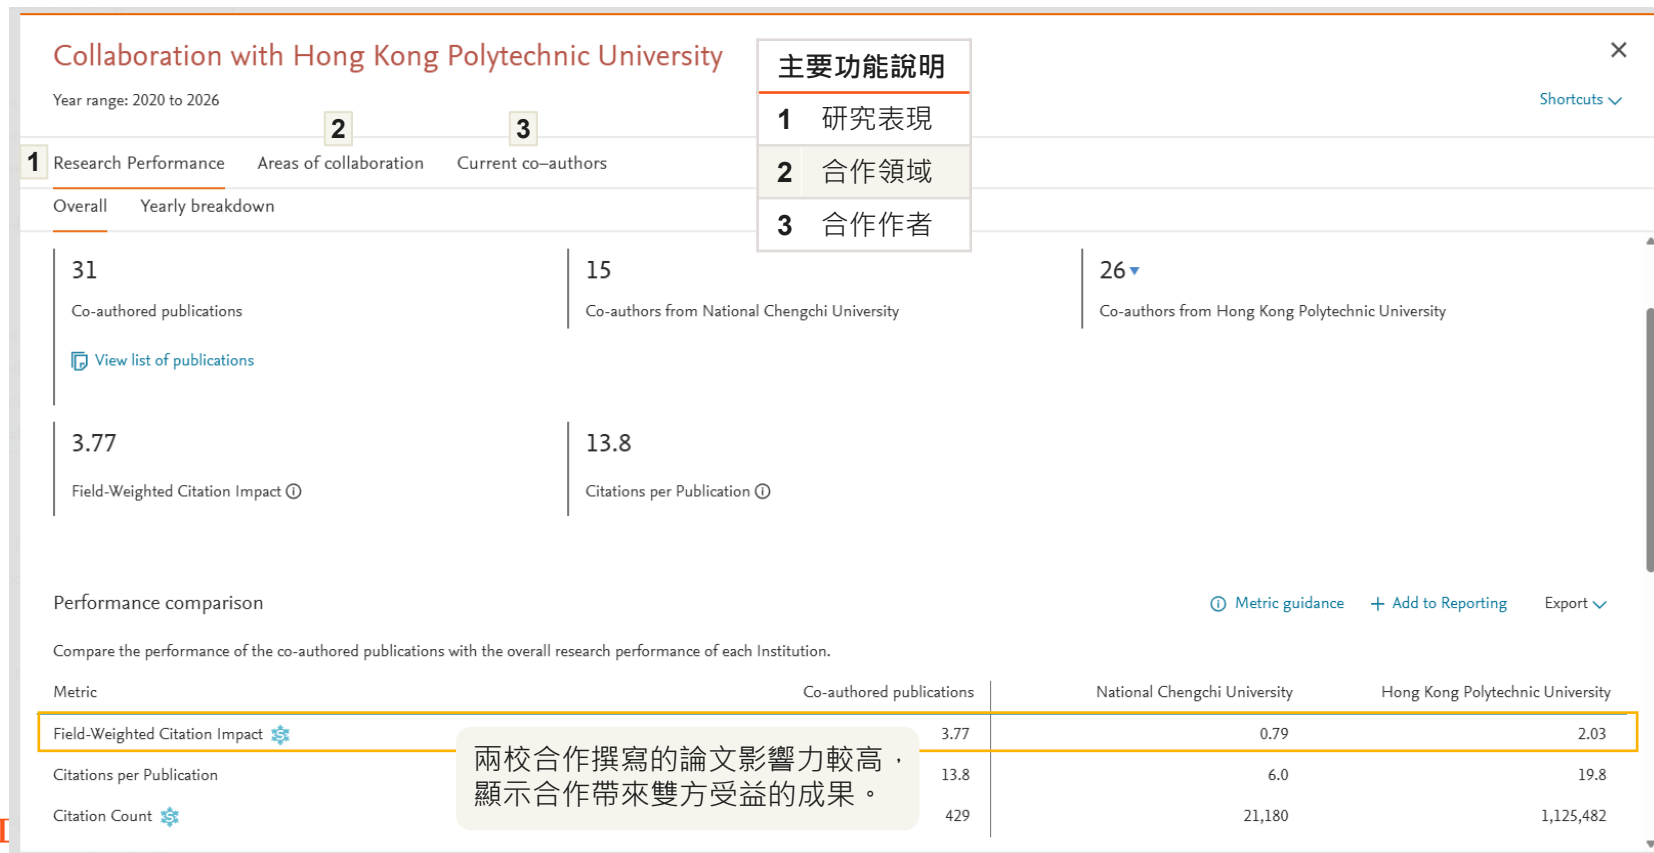 Collaboration with Hong Kong Polytechnic University
Year range: 2020 to 2026
Shortcuts
主要功能說明
1 研究表現
2 合作領域
3 合作作者
2
3
1 Research Performance Areas of collaboration Current co-authors
Overall Yearly breakdown
31
Co-authored publications
View list of publications
15
Co-authors from National Chengchi University
26
Co-authors from Hong Kong Polytechnic University
3.77
Field-Weighted Citation Impact
13.8
Citations per Publication
Performance comparison
Metric guidance + Add to Reporting Export
Compare the performance of the co-authored publications with the overall research performance of each Institution.
Metric Co-authored publications National Chengchi University Hong Kong Polytechnic University
Field-Weighted Citation Impact 3.77 0.79 2.03
Citations per Publication 13.8 6.0 19.8
Citation Count 429 21,180 1,125,482
兩校合作撰寫的論文影響力較高，
顯示合作帶來雙方受益的成果。